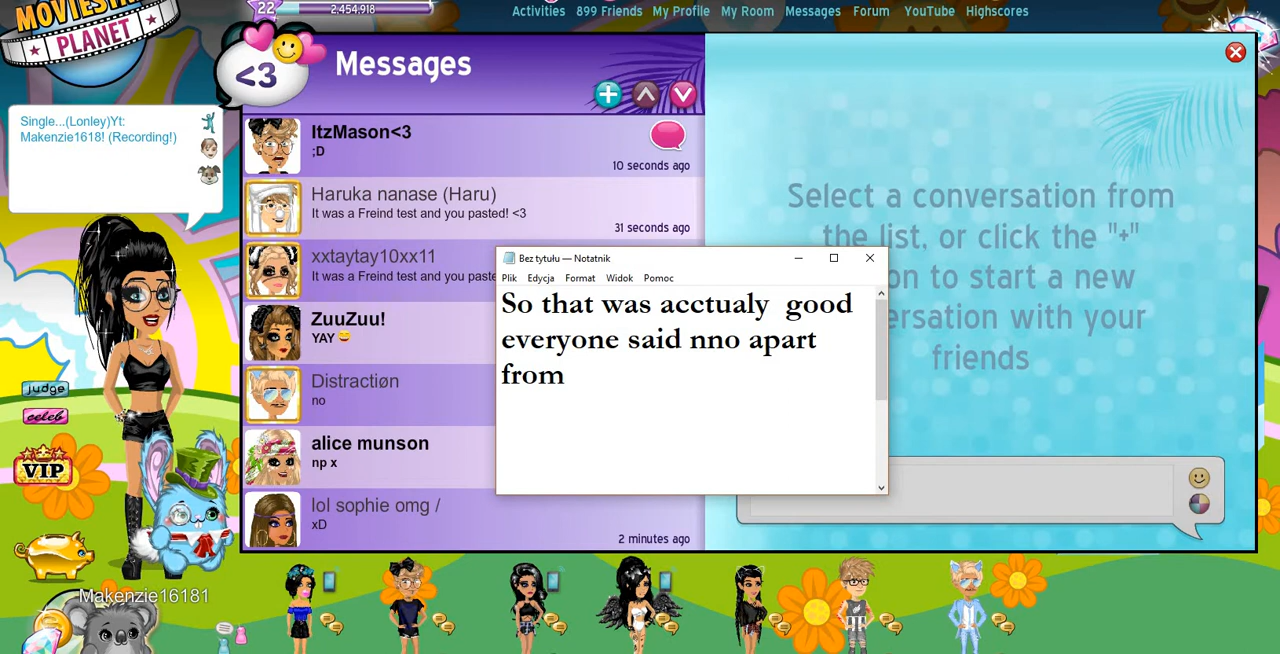 MOVIESTAR
PLANET
22
2,454,918
Activities 899 Friends My Profile My Room Messages Forum YouTube Highscores
<3
Messages
Single...(Lonley)Yt:
Makenzie1618! (Recording!)
ItzMason<3
;D
10 seconds ago
Haruka nanase (Haru)
It was a Freind test and you pasted! <3
31 seconds ago
xxtaytay10xx11
It was a Freind test and you paste
ZuuZuu!
YAY 😄
Distractiøn
no
alice munson
np x
lol sophie omg /
xD
2 minutes ago
Select a conversation from
the list, or click the "+"
on to start a new
ersation with your
friends
Bez tytułu — Notatnik
Plik Edycja Format Widok Pomoc
So that was acctualy  good
everyone said nno apart
from
judge
celeb
VIP
Makenzie16181